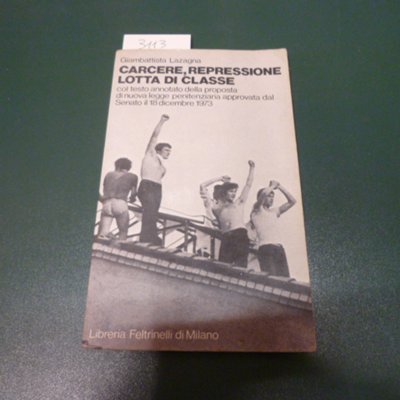 3113
Giambattista Lazagna
CARCERE, REPRESSIONE
LOTTA DI CLASSE
col testo annotato della proposta
di nuova legge penitenziaria approvata dal
Senato il 18 dicembre 1973
Libreria Feltrinelli di Milano